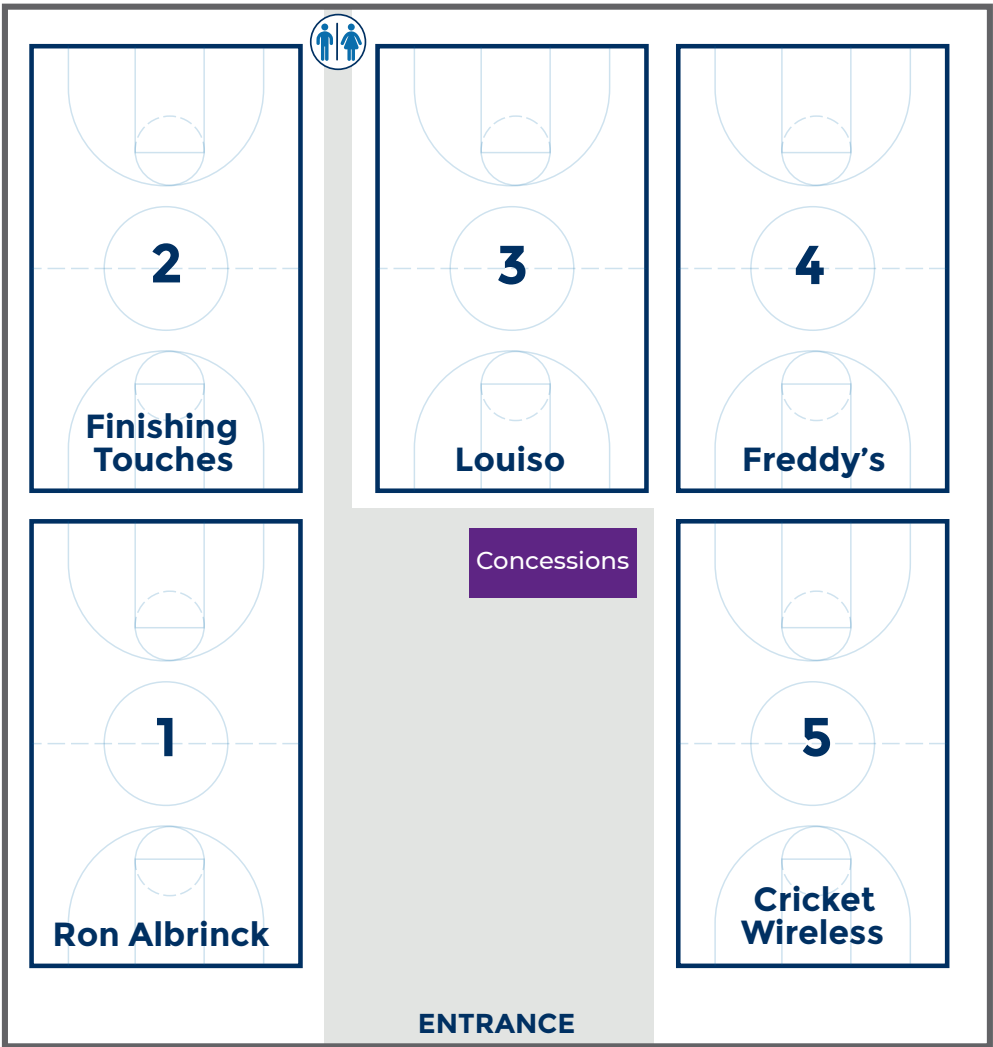 2
3
4
Finishing
Touches
Louiso
Freddy’s
Concessions
1
5
Ron Albrinck
Cricket
Wireless
ENTRANCE